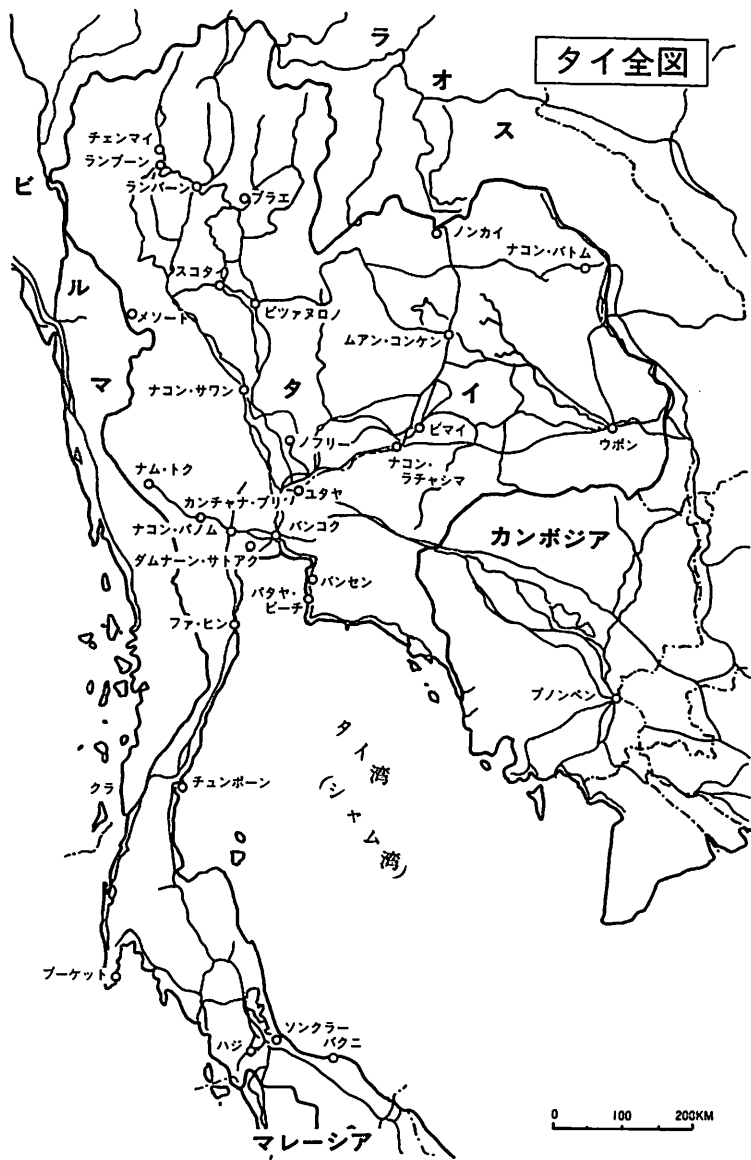 タイ全図
ラ
オ
ス
ビ
ル
マ
チェンマイ
ランプーン
ランパーン
プラエ
ノンカイ
ナコン・パトム
スコタイ
メソート
ピツァヌロノ
ムアン・コンケン
ナコン・サワン
タ
イ
ノフリー
ピマイ
ウボン
ナコン・
ラチャシマ
ナム・トク
カンチャナ・ブリ・ノ
ユタヤ
ナコン・パノム
バンコク
カンボジア
ダムナーン・サトアク
バンセン
パタヤ・
ビーチ
ファ・ヒン
プノンペン
タイ湾
(シャム湾)
クラ
チュンポーン
プーケット
ソンクラー
ハジ
パクニ
マレーシア
0 100 200KM